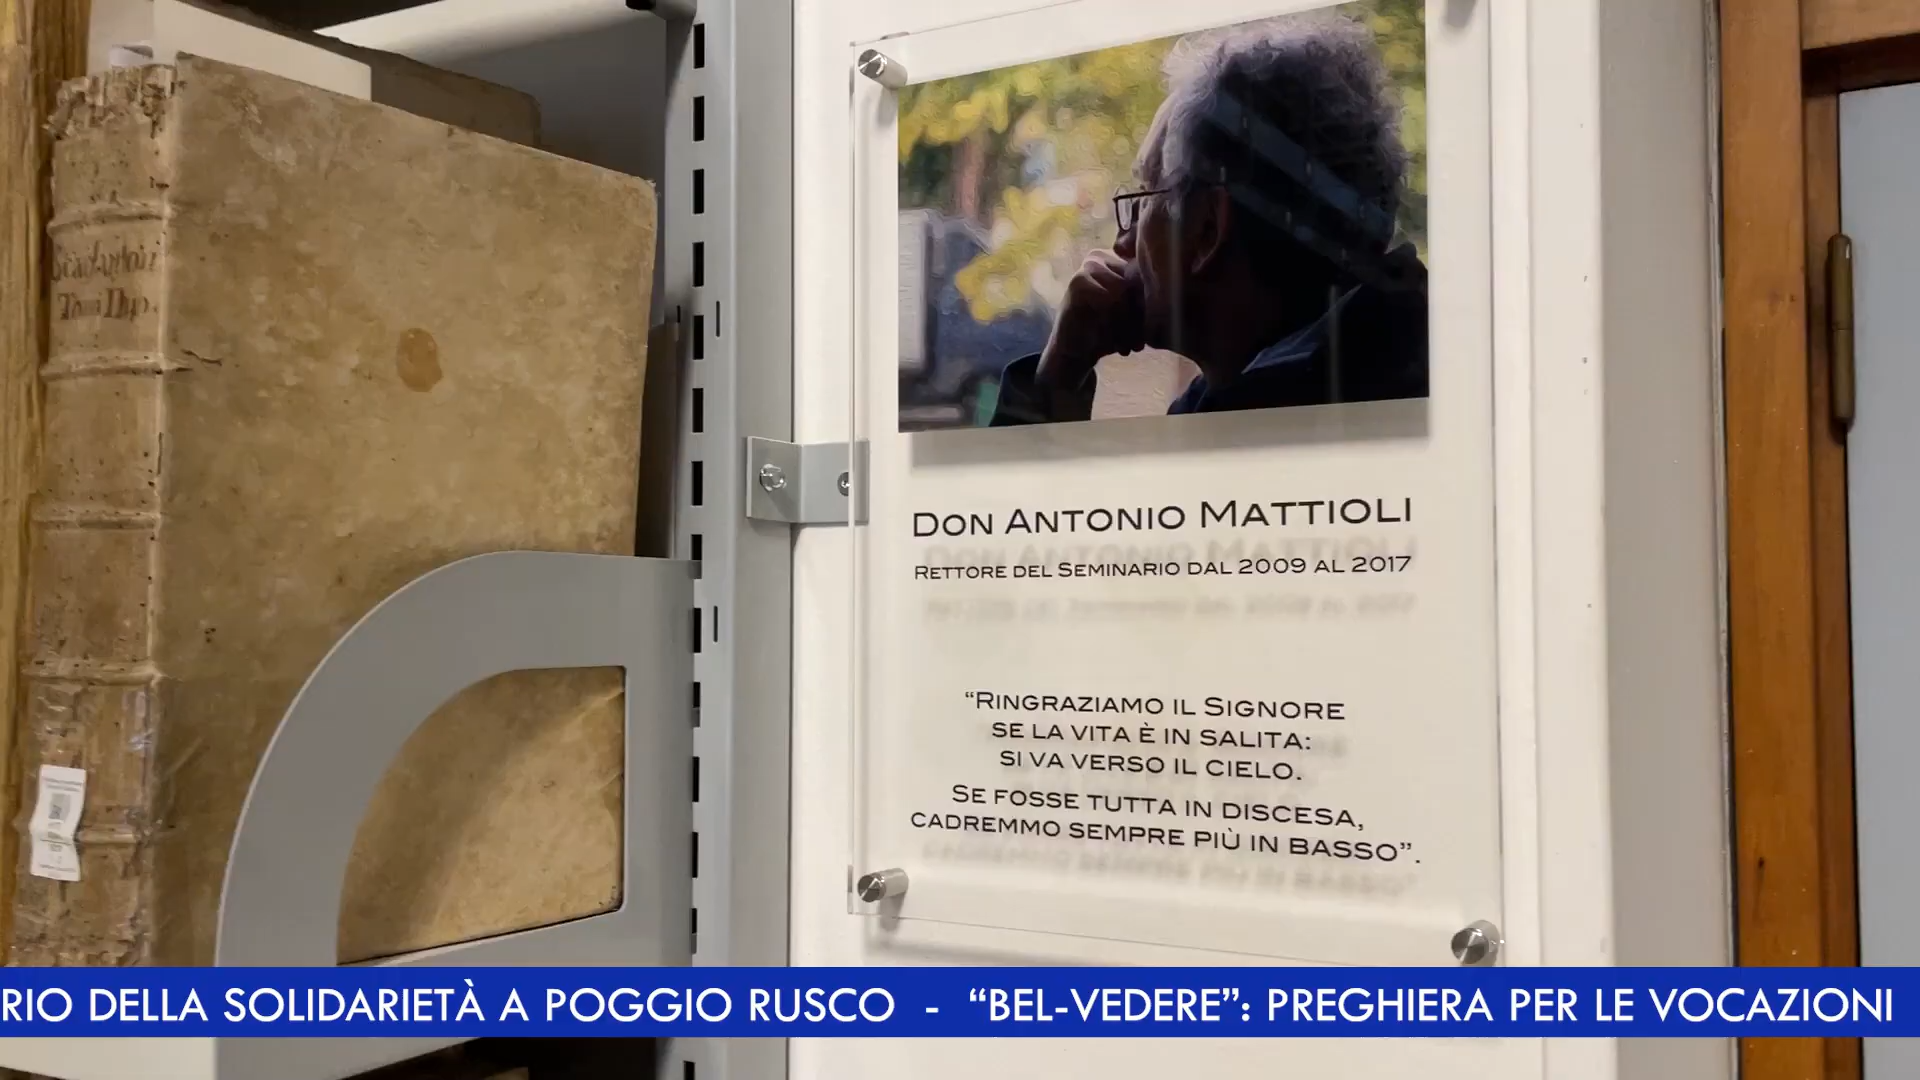 DON ANTONIO MATTIOLI
RETTORE DEL SEMINARIO DAL 2009 AL 2017
“RINGRAZIAMO IL SIGNORE
SE LA VITA È IN SALITA:
SI VA VERSO IL CIELO.
SE FOSSE TUTTA IN DISCESA,
CADREMMO SEMPRE PIÙ IN BASSO”.
RIO DELLA SOLIDARIETÀ A POGGIO RUSCO - “BEL-VEDERE”: PREGHIERA PER LE VOCAZIONI